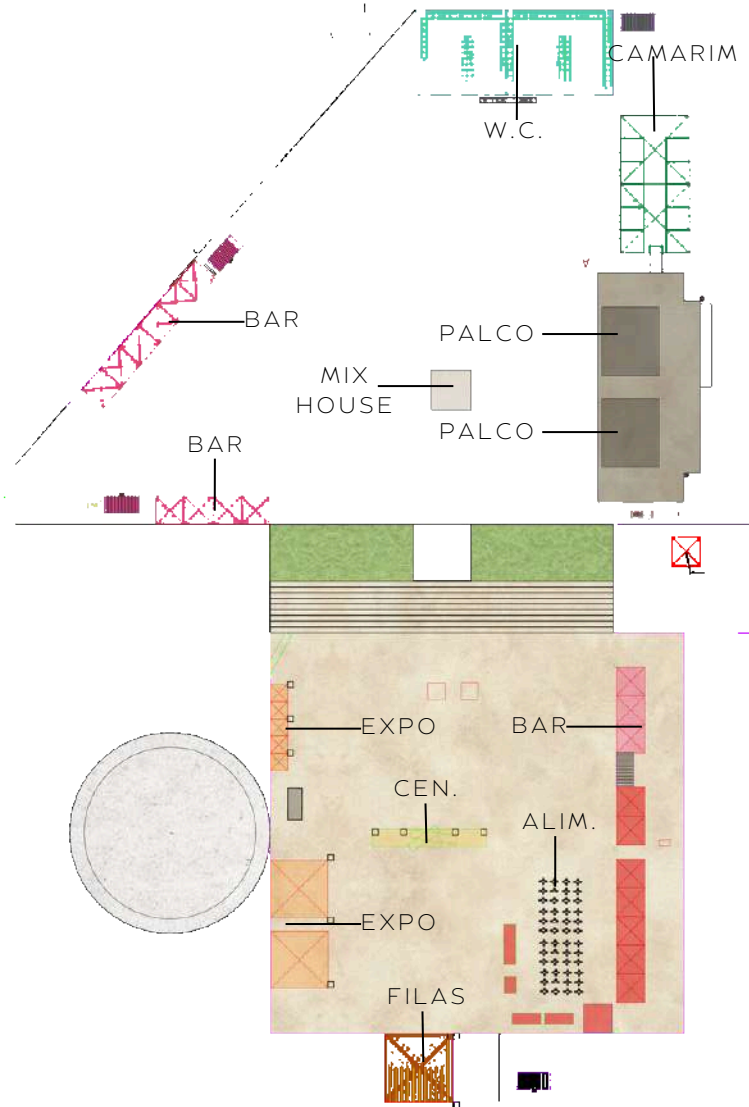 CAMARIM
W.C.
BAR
PALCO
MIX
HOUSE
PALCO
BAR
EXPO
BAR
CEN.
ALIM.
EXPO
FILAS